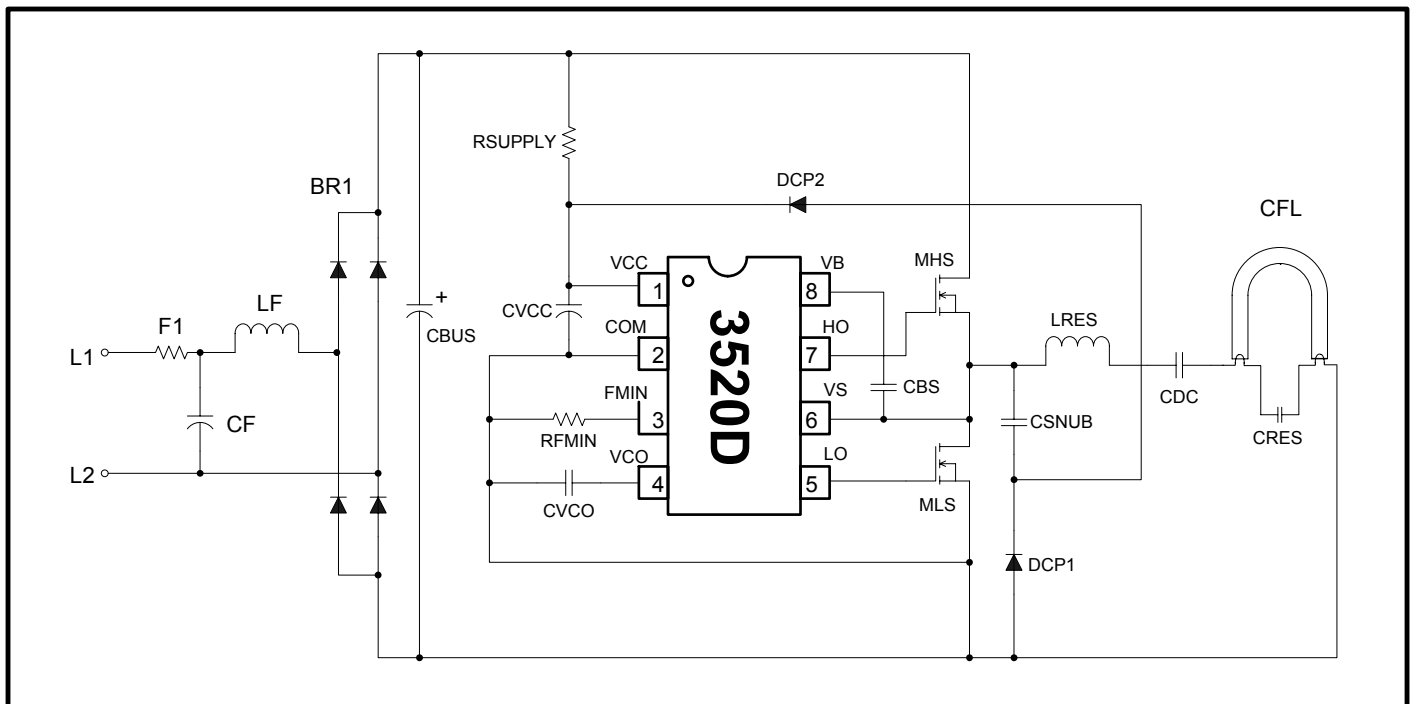 RSUPPLY
DCP2
BR1
CFL
VCC
VB
MHS
1
8
CVCC
LF
+
CBUS
F1
LRES
COM
HO
L1
2
7
CDC
FMIN
VS
CBS
CF
3
6
CSNUB
CRES
RFMIN
VCO
LO
L2
4
5
CVCO
MLS
3520D
DCP1